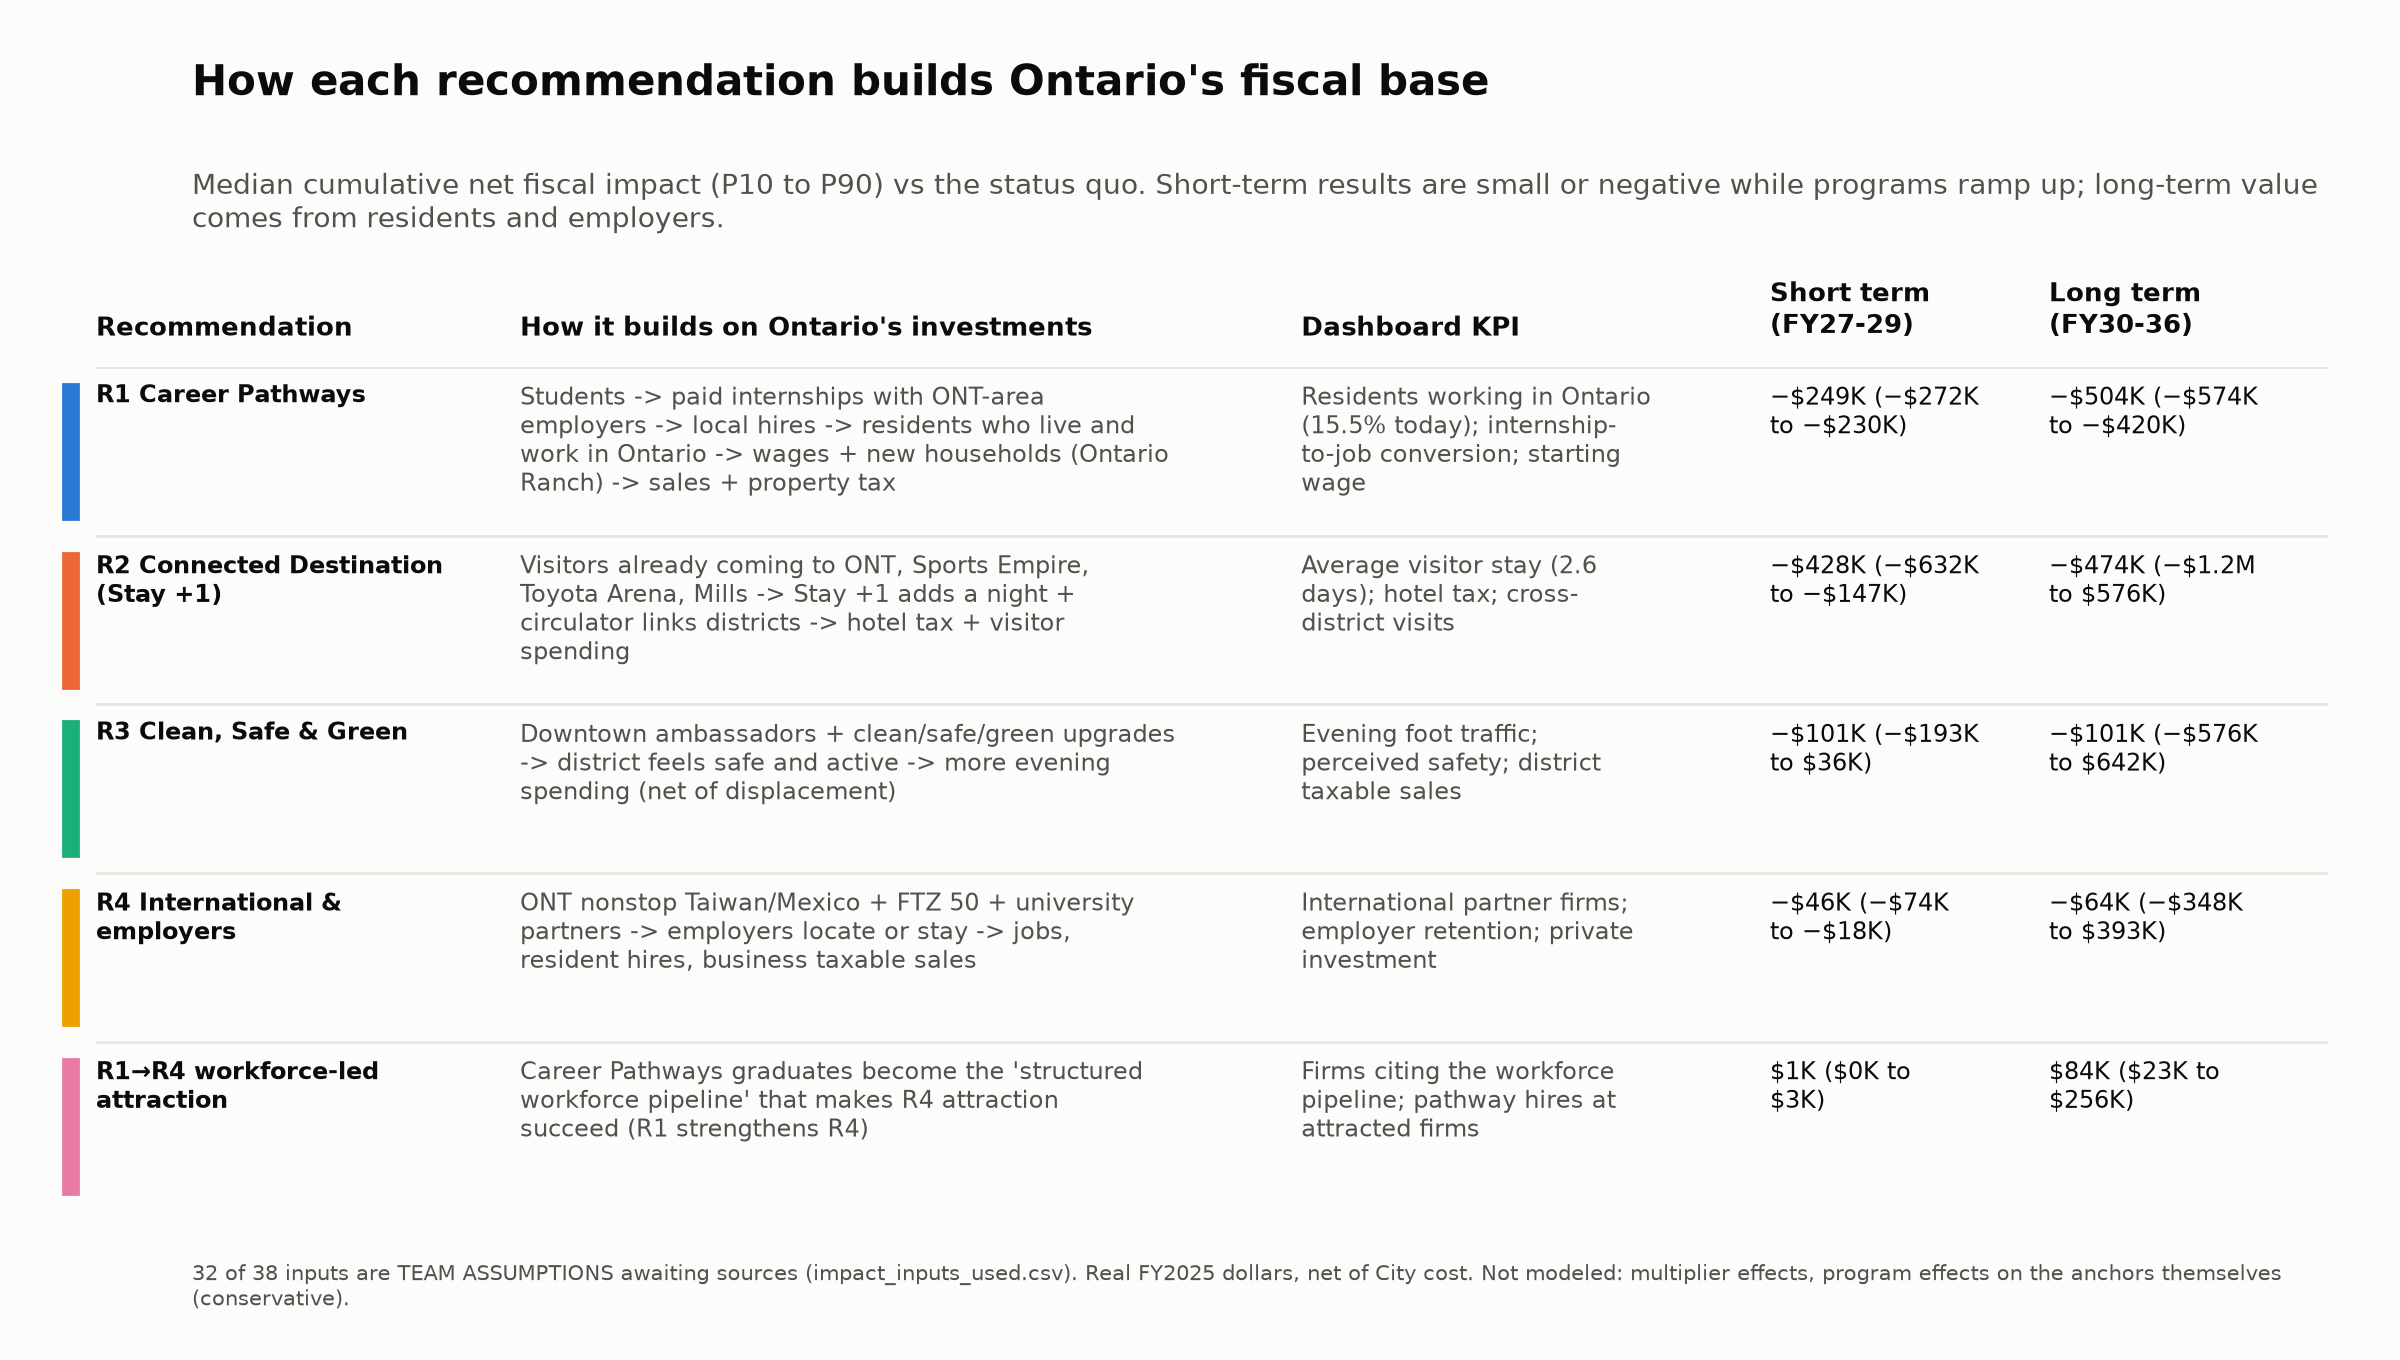 How each recommendation builds Ontario's fiscal base
Median cumulative net fiscal impact (P10 to P90) vs the status quo. Short-term results are small or negative while programs ramp up; long-term value
comes from residents and employers.
Recommendation
How it builds on Ontario's investments
Dashboard KPI
Short term
(FY27-29)
Long term
(FY30-36)
R1 Career Pathways
Students -> paid internships with ONT-area
employers -> local hires -> residents who live and
work in Ontario -> wages + new households (Ontario
Ranch) -> sales + property tax
Residents working in Ontario
(15.5% today); internship-
to-job conversion; starting
wage
−$249K (−$272K
to −$230K)
−$504K (−$574K
to −$420K)
R2 Connected Destination
(Stay +1)
Visitors already coming to ONT, Sports Empire,
Toyota Arena, Mills -> Stay +1 adds a night +
circulator links districts -> hotel tax + visitor
spending
Average visitor stay (2.6
days); hotel tax; cross-
district visits
−$428K (−$632K
to −$147K)
−$474K (−$1.2M
to $576K)
R3 Clean, Safe & Green
Downtown ambassadors + clean/safe/green upgrades
-> district feels safe and active -> more evening
spending (net of displacement)
Evening foot traffic;
perceived safety; district
taxable sales
−$101K (−$193K
to $36K)
−$101K (−$576K
to $642K)
R4 International &
employers
ONT nonstop Taiwan/Mexico + FTZ 50 + university
partners -> employers locate or stay -> jobs,
resident hires, business taxable sales
International partner firms;
employer retention; private
investment
−$46K (−$74K
to −$18K)
−$64K (−$348K
to $393K)
R1→R4 workforce-led
attraction
Career Pathways graduates become the 'structured
workforce pipeline' that makes R4 attraction
succeed (R1 strengthens R4)
Firms citing the workforce
pipeline; pathway hires at
attracted firms
$1K ($0K to
$3K)
$84K ($23K to
$256K)
32 of 38 inputs are TEAM ASSUMPTIONS awaiting sources (impact_inputs_used.csv). Real FY2025 dollars, net of City cost. Not modeled: multiplier effects, program effects on the anchors themselves
(conservative).